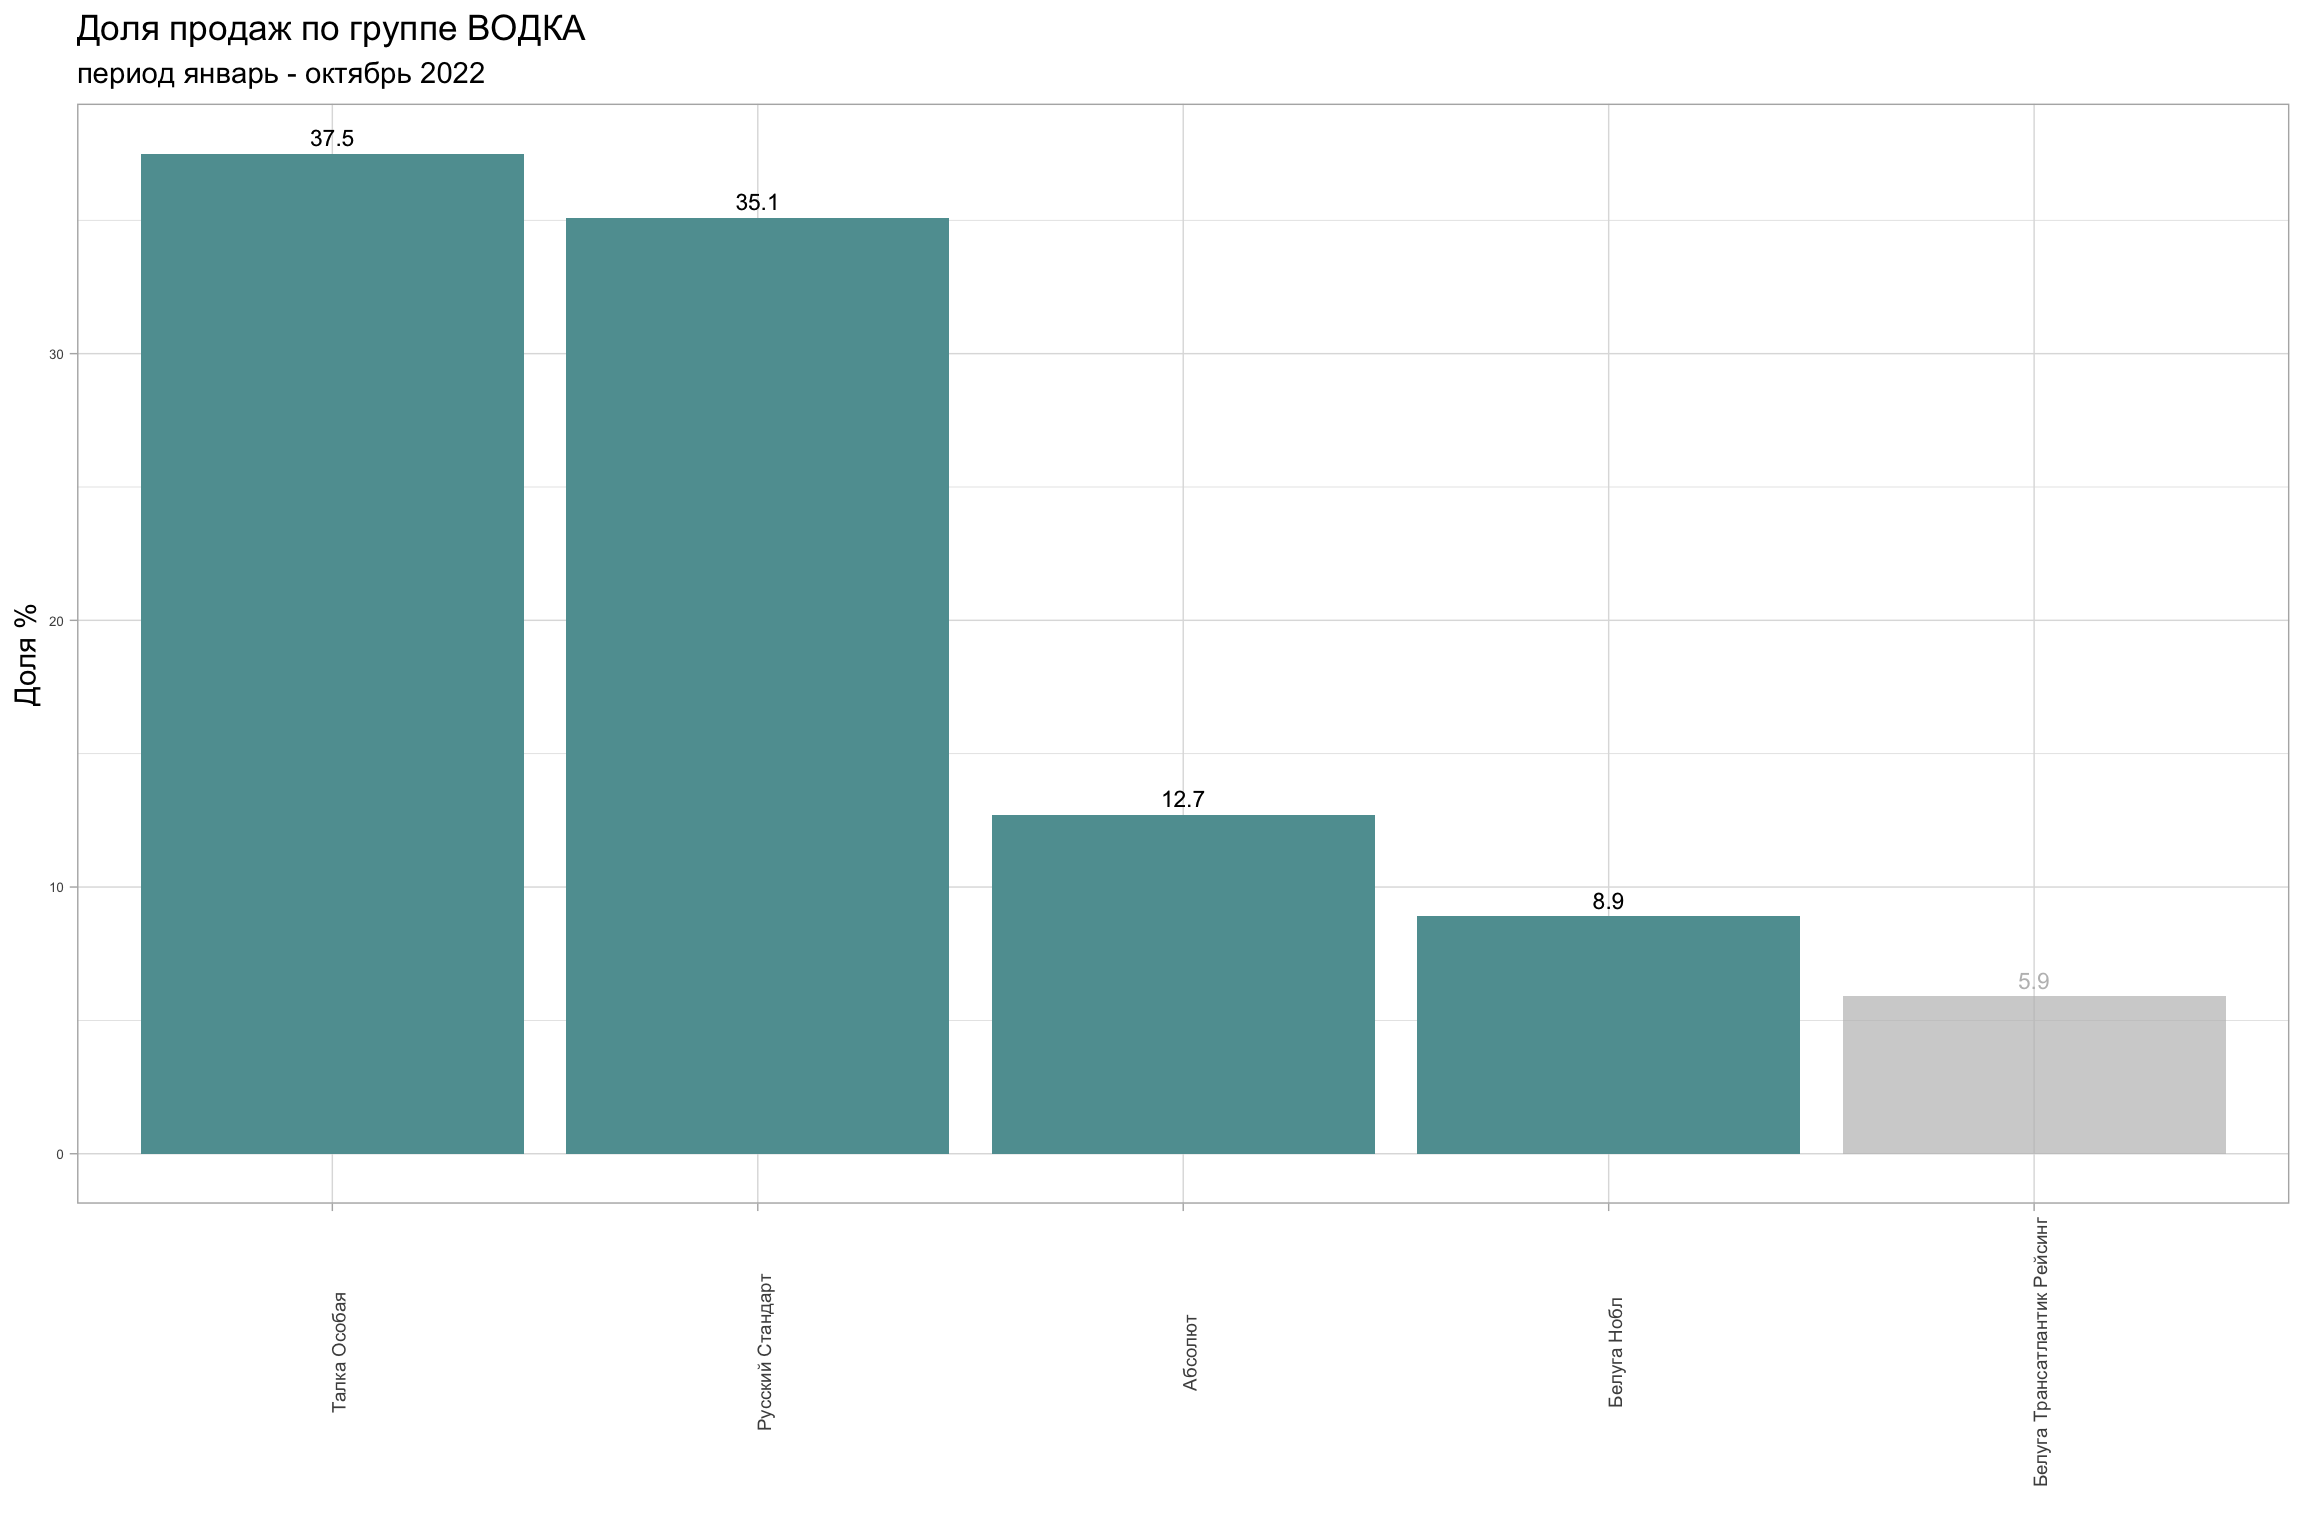 Доля продаж по группе ВОДКА
период январь - октябрь 2022
37.5
35.1
12.7
8.9
5.9
Доля %
30
20
10
0
Талка Особая
Русский Стандарт
Абсолют
Белуга Нобл
Белуга Трансатлантик Рейсинг